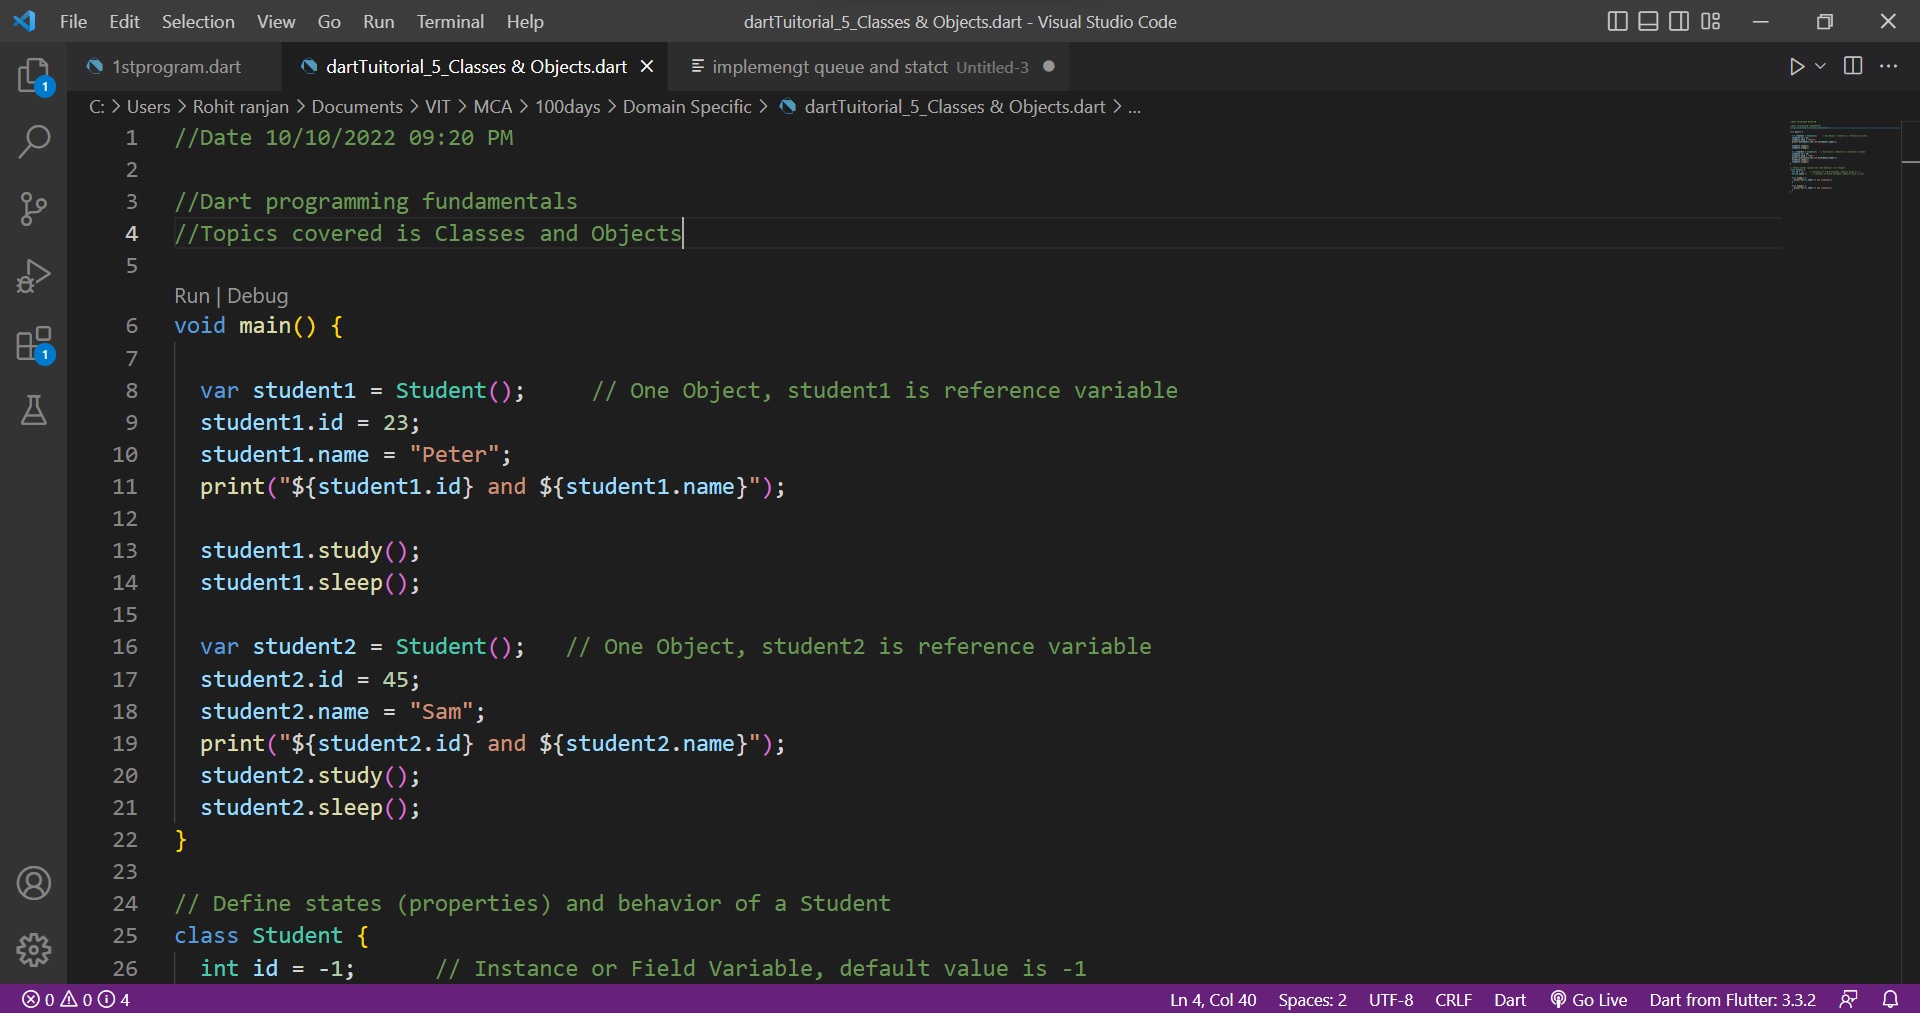 File Edit Selection View Go Run Terminal Help dartTuitorial_5_Classes & Objects.dart - Visual Studio Code
1stprogram.dart dartTuitorial_5_Classes & Objects.dart implemengt queue and statct Untitled-3
C: > Users > Rohit ranjan > Documents > VIT > MCA > 100days > Domain Specific > dartTuitorial_5_Classes & Objects.dart > ...
1 //Date 10/10/2022 09:20 PM
2
3 //Dart programming fundamentals
4 //Topics covered is Classes and Objects
5
Run | Debug
6 void main() {
7
8 var student1 = Student(); // One Object, student1 is reference variable
9 student1.id = 23;
10 student1.name = "Peter";
11 print("${student1.id} and ${student1.name}");
12
13 student1.study();
14 student1.sleep();
15
16 var student2 = Student(); // One Object, student2 is reference variable
17 student2.id = 45;
18 student2.name = "Sam";
19 print("${student2.id} and ${student2.name}");
20 student2.study();
21 student2.sleep();
22 }
23
24 // Define states (properties) and behavior of a Student
25 class Student {
26 int id = -1; // Instance or Field Variable, default value is -1
1
1
0 0 4 Ln 4, Col 40 Spaces: 2 UTF-8 CRLF Dart Go Live Dart from Flutter: 3.3.2